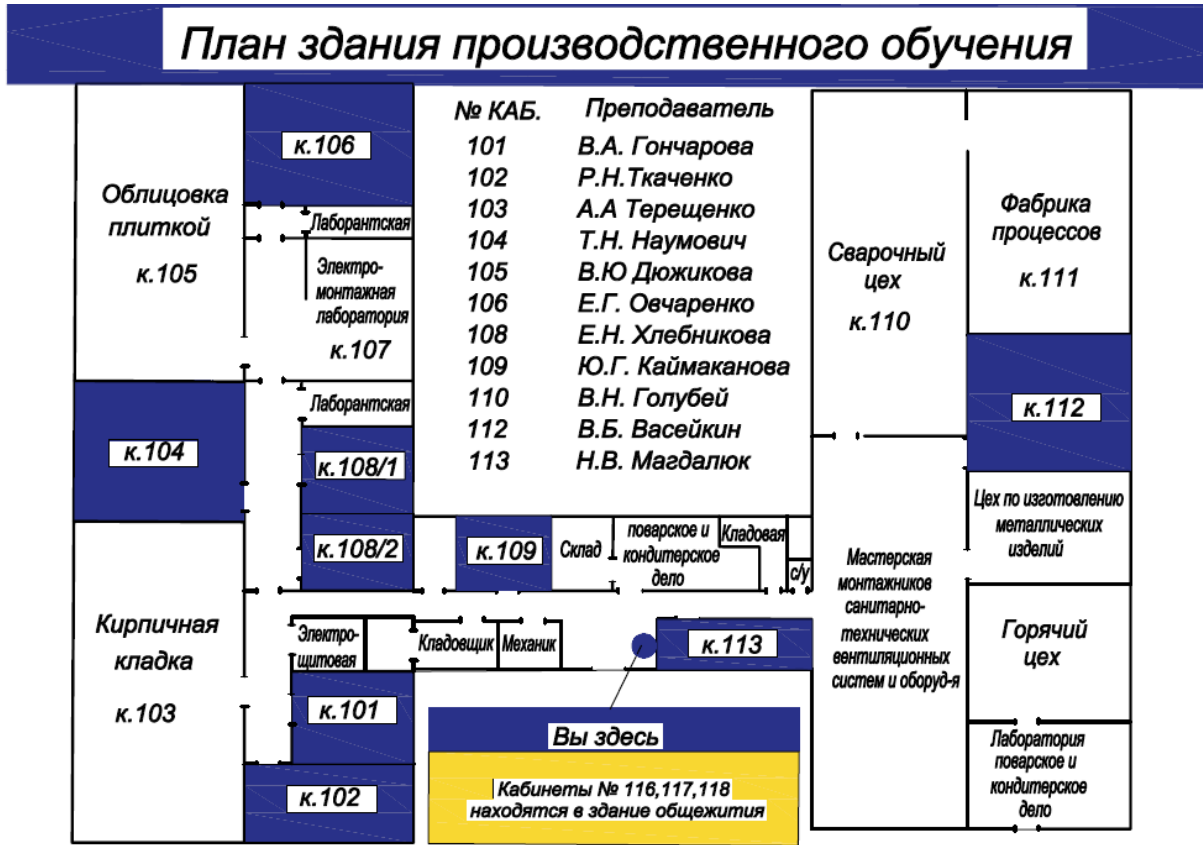 План здания производственного обучения
№ КАБ. Преподаватель
101 В.А. Гончарова
102 Р.Н.Ткаченко
103 А.А Терещенко
104 Т.Н. Наумович
105 В.Ю Дюжикова
106 Е.Г. Овчаренко
108 Е.Н. Хлебникова
109 Ю.Г. Каймаканова
110 В.Н. Голубей
112 В.Б. Васейкин
113 Н.В. Магдалюк
к.106
Облицовка
плиткой
к.105
Лаборантская
Электро-
монтажная
лаборатория
к.107
Лаборантская
к.104
к.108/1
к.108/2
Кирпичная
кладка
к.103
Электро-
щитовая
к.101
к.102
к.109
Склад
поварское и
кондитерское
дело
Кладовая
с/у
Кладовщик
Механик
к.113
Вы здесь
Кабинеты № 116,117,118
находятся в здание общежития
Сварочный
цех
к.110
Фабрика
процессов
к.111
к.112
Цех по изготовлению
металлических
изделий
Мастерская
монтажников
санитарно-
технических
вентиляционных
систем и оборуд-я
Горячий
цех
Лаборатория
поварское и
кондитерское
дело